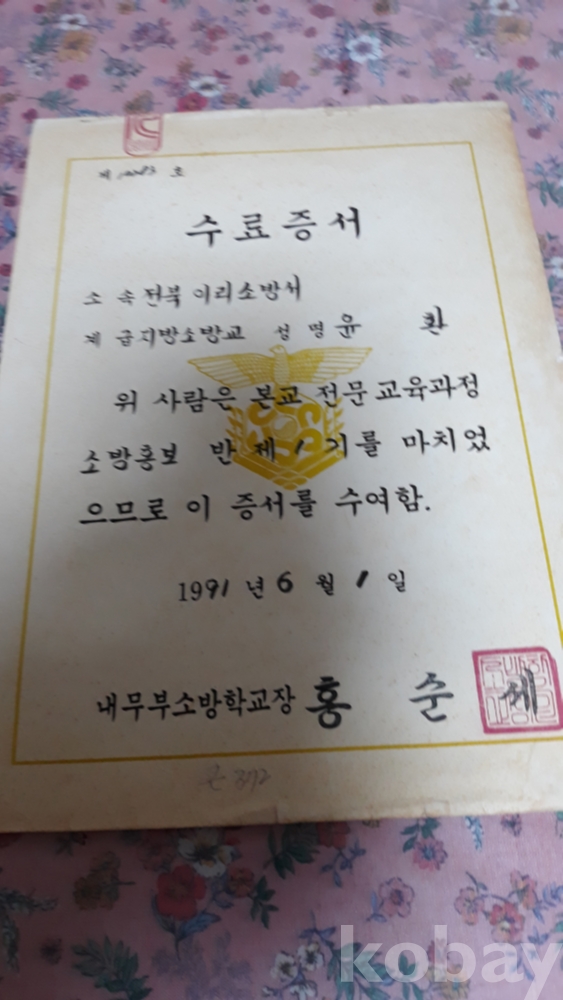 제 호
수료증서
소 속 전북 이리소방서
계 급 지방소방교 성 명 윤 환
위 사람은 본교 전문교육과정
소방홍보 반 제 1 기를 마치었
으므로 이 증서를 수여함.
1991 년 6 월 1 일
내무부소방학교장 홍 순 세
kobay